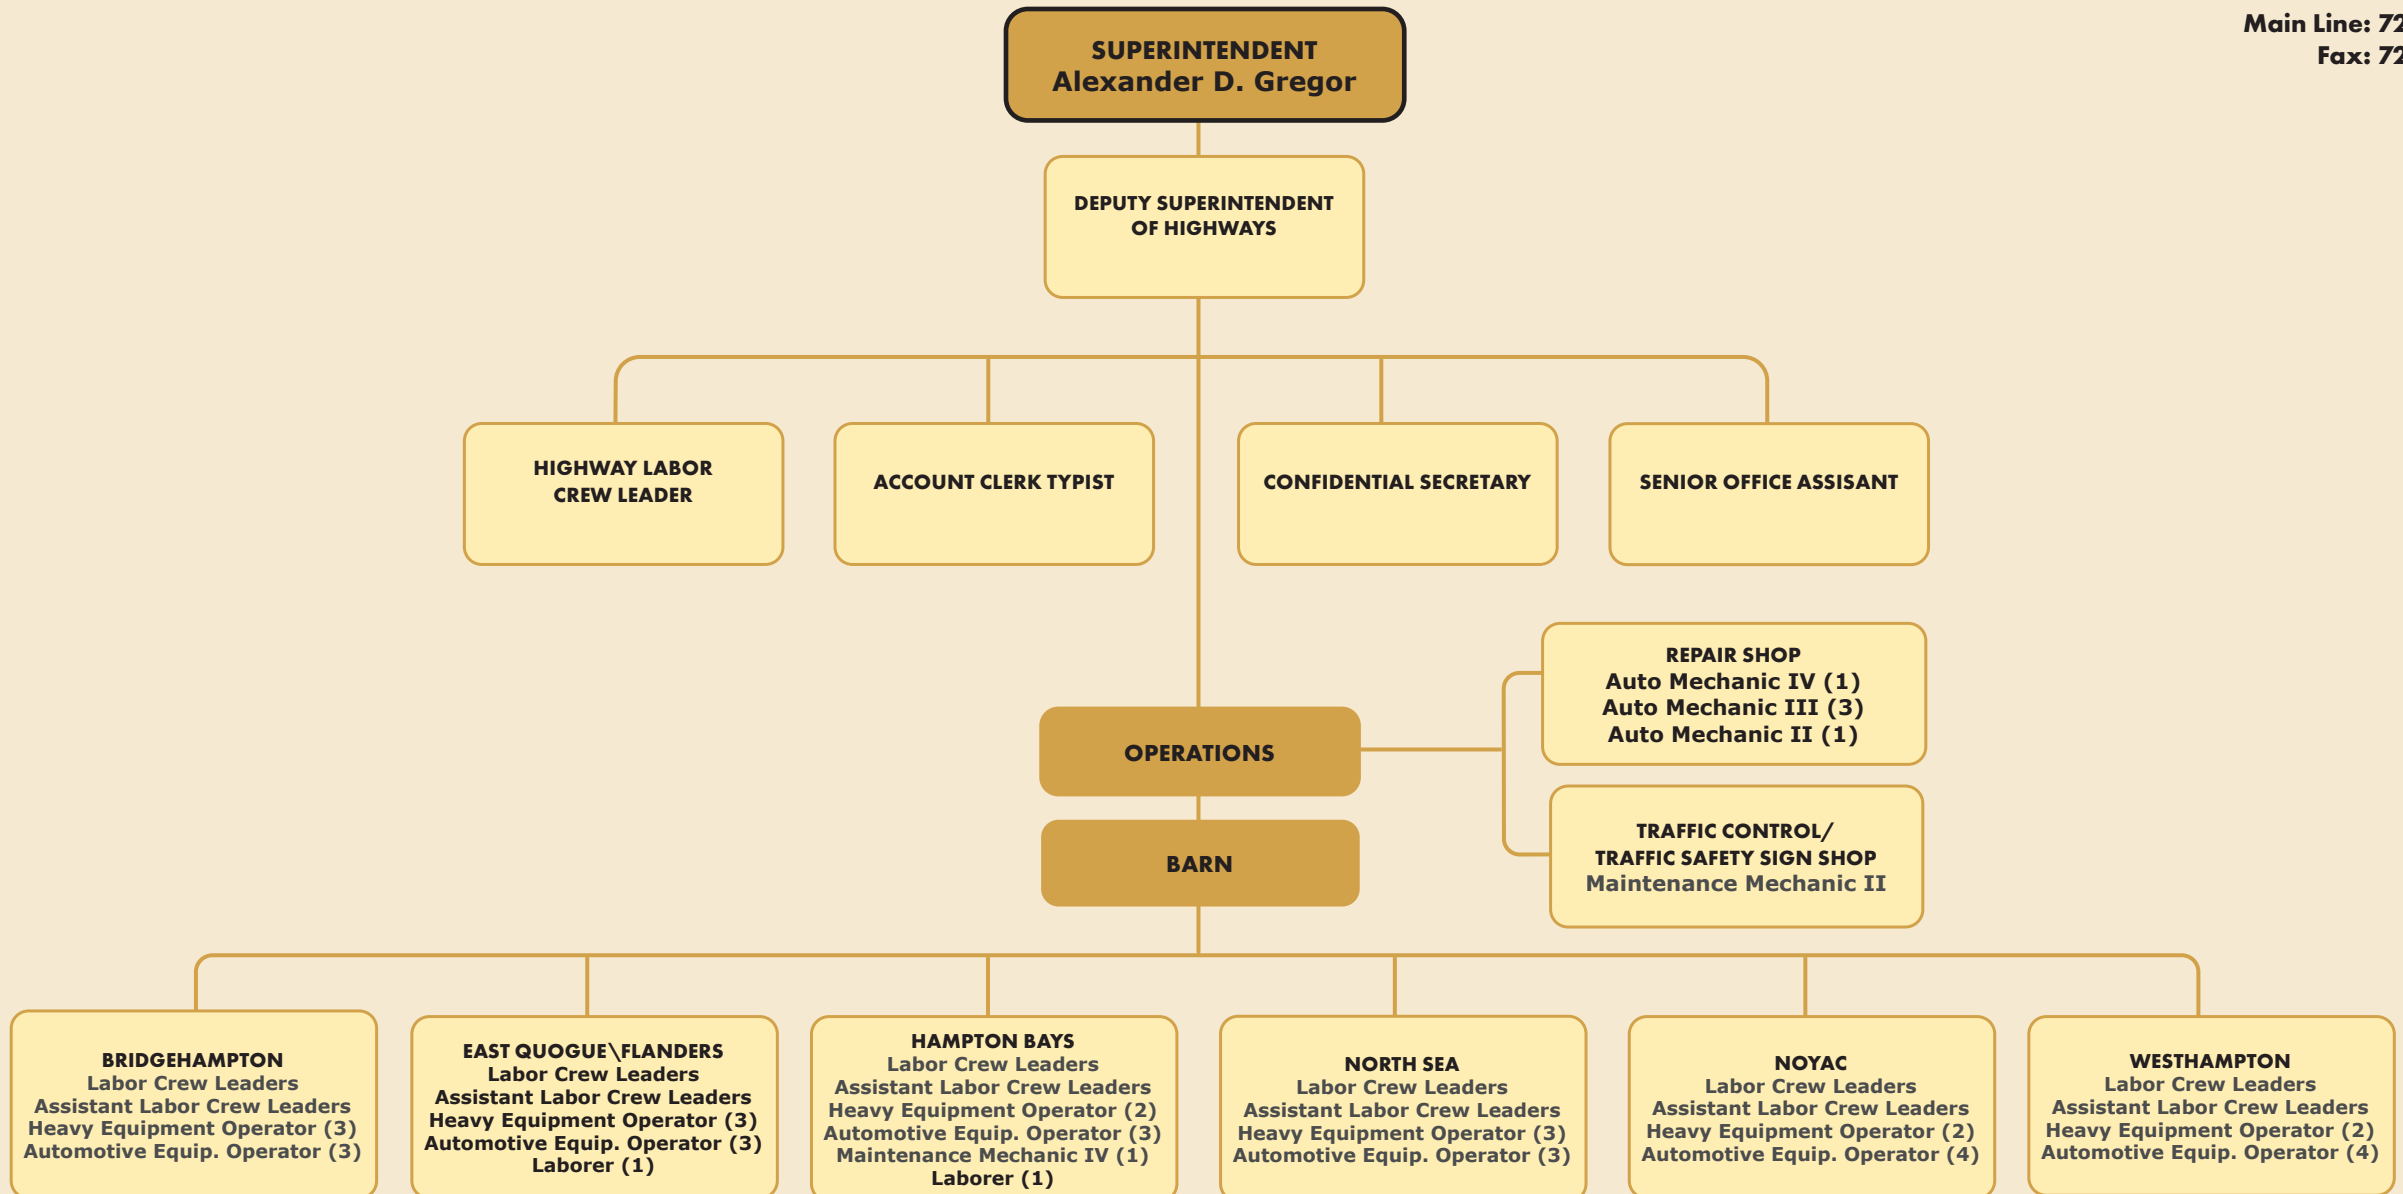 Main Line: 72
Fax: 72
SUPERINTENDENT
Alexander D. Gregor
DEPUTY SUPERINTENDENT
OF HIGHWAYS
HIGHWAY LABOR
CREW LEADER
ACCOUNT CLERK TYPIST
CONFIDENTIAL SECRETARY
SENIOR OFFICE ASSISANT
REPAIR SHOP
Auto Mechanic IV (1)
Auto Mechanic III (3)
Auto Mechanic II (1)
OPERATIONS
TRAFFIC CONTROL/
TRAFFIC SAFETY SIGN SHOP
Maintenance Mechanic II
BARN
BRIDGEHAMPTON
Labor Crew Leaders
Assistant Labor Crew Leaders
Heavy Equipment Operator (3)
Automotive Equip. Operator (3)
EAST QUOGUE\FLANDERS
Labor Crew Leaders
Assistant Labor Crew Leaders
Heavy Equipment Operator (3)
Automotive Equip. Operator (3)
Laborer (1)
HAMPTON BAYS
Labor Crew Leaders
Assistant Labor Crew Leaders
Heavy Equipment Operator (2)
Automotive Equip. Operator (3)
Maintenance Mechanic IV (1)
Laborer (1)
NORTH SEA
Labor Crew Leaders
Assistant Labor Crew Leaders
Heavy Equipment Operator (3)
Automotive Equip. Operator (3)
NOYAC
Labor Crew Leaders
Assistant Labor Crew Leaders
Heavy Equipment Operator (2)
Automotive Equip. Operator (4)
WESTHAMPTON
Labor Crew Leaders
Assistant Labor Crew Leaders
Heavy Equipment Operator (2)
Automotive Equip. Operator (4)